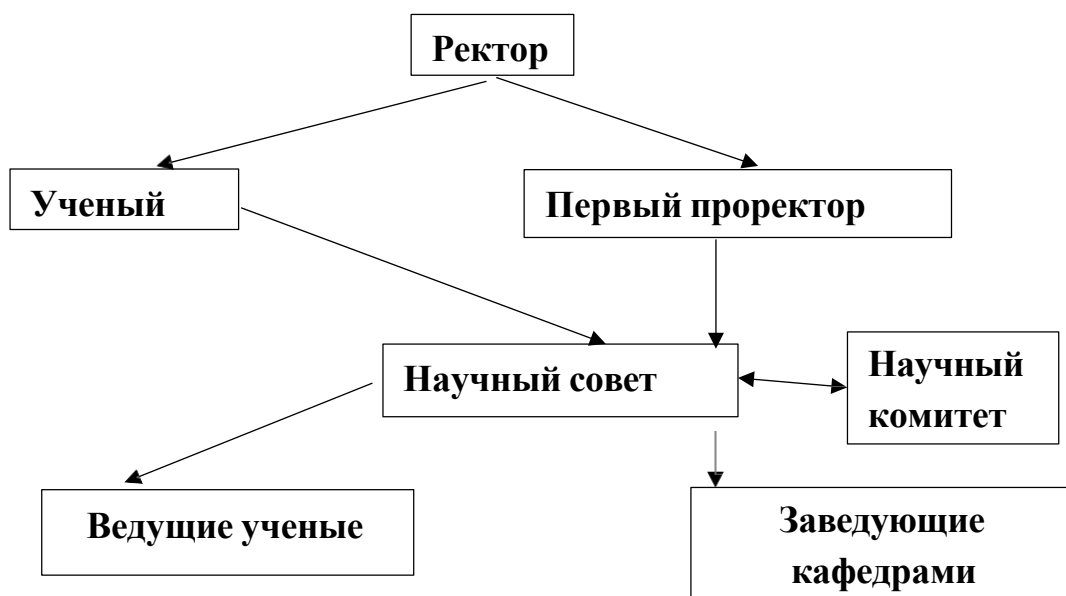 Ректор
Ученый
Первый проректор
Научный совет
Научный
комитет
Ведущие ученые
Заведующие
кафедрами